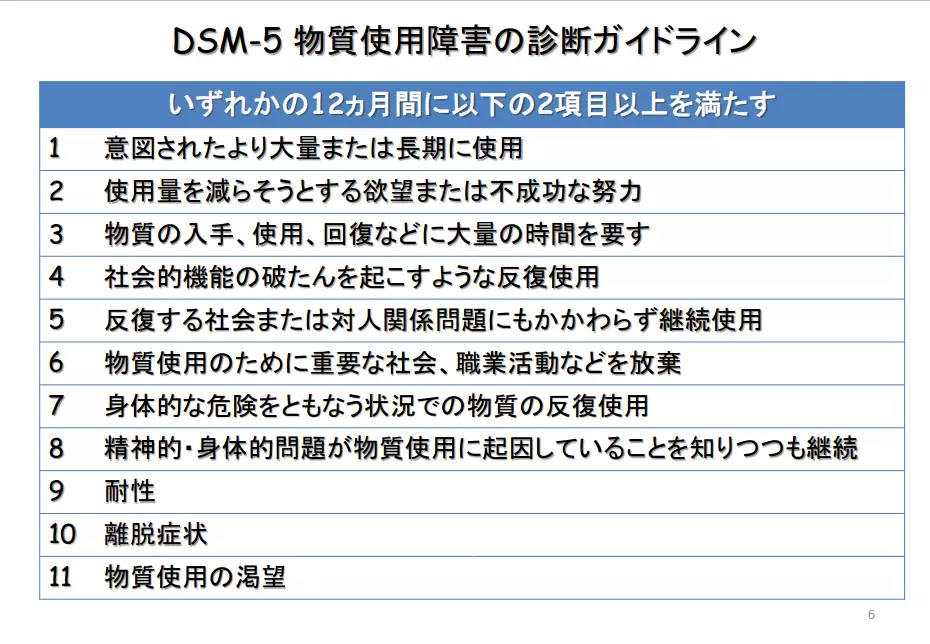 DSM-5 物質使用障害の診断ガイドライン
いずれかの12ヵ月間に以下の2項目以上を満たす
1 意図されたより大量または長期に使用
2 使用量を減らそうとする欲望または不成功な努力
3 物質の入手、使用、回復などに大量の時間を要す
4 社会的機能の破たんを起こすような反復使用
5 反復する社会または対人関係問題にもかかわらず継続使用
6 物質使用のために重要な社会、職業活動などを放棄
7 身体的な危険をともなう状況での物質の反復使用
8 精神的・身体的問題が物質使用に起因していることを知りつつも継続
9 耐性
10 離脱症状
11 物質使用の渇望
6